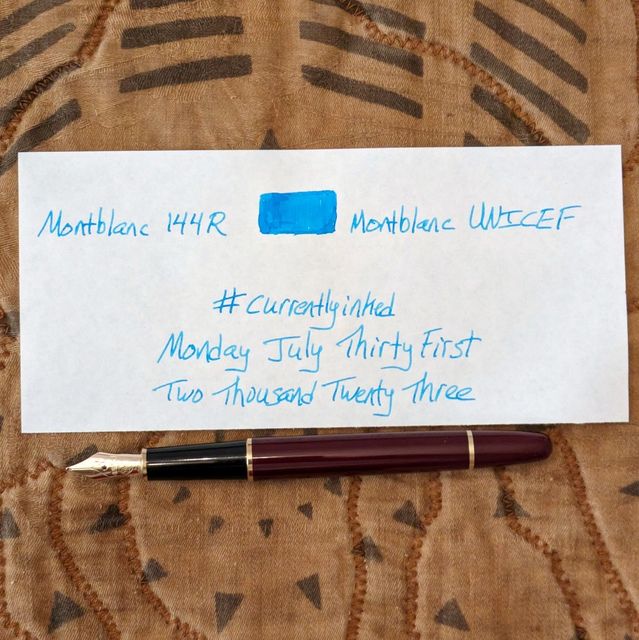 Montblanc 144R Montblanc UNICEF
#currentlyinked
Monday July Thirty First
Two Thousand Twenty Three